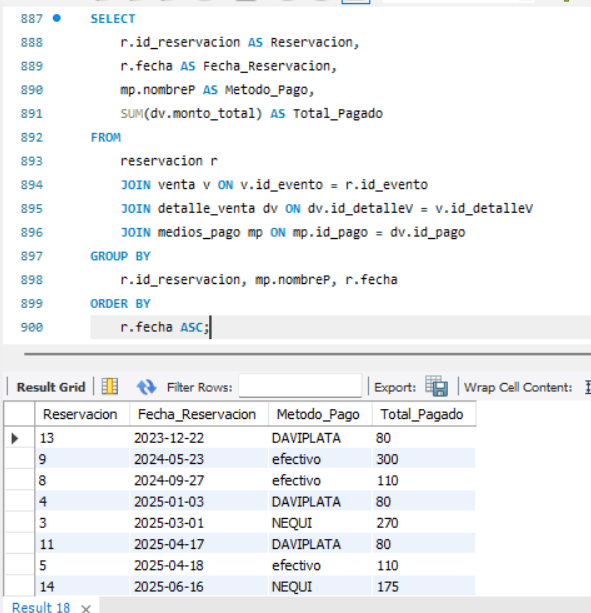 887 SELECT
888 r.id_reservacion AS Reservacion,
889 r.fecha AS Fecha_Reservacion,
890 mp.nombreP AS Metodo_Pago,
891 SUM(dv.monto_total) AS Total_Pagado
892 FROM
893 reservacion r
894 JOIN venta v ON v.id_evento = r.id_evento
895 JOIN detalle_venta dv ON dv.id_detalleV = v.id_detalleV
896 JOIN medios_pago mp ON mp.id_pago = dv.id_pago
897 GROUP BY
898 r.id_reservacion, mp.nombreP, r.fecha
899 ORDER BY
900 r.fecha ASC;
Result Grid Filter Rows: Export: Wrap Cell Content:
Reservacion Fecha_Reservacion Metodo_Pago Total_Pagado
13 2023-12-22 DAVIPLATA 80
9 2024-05-23 efectivo 300
8 2024-09-27 efectivo 110
4 2025-01-03 DAVIPLATA 80
3 2025-03-01 NEQUI 270
11 2025-04-17 DAVIPLATA 80
5 2025-04-18 efectivo 110
14 2025-06-16 NEQUI 175
Result 18